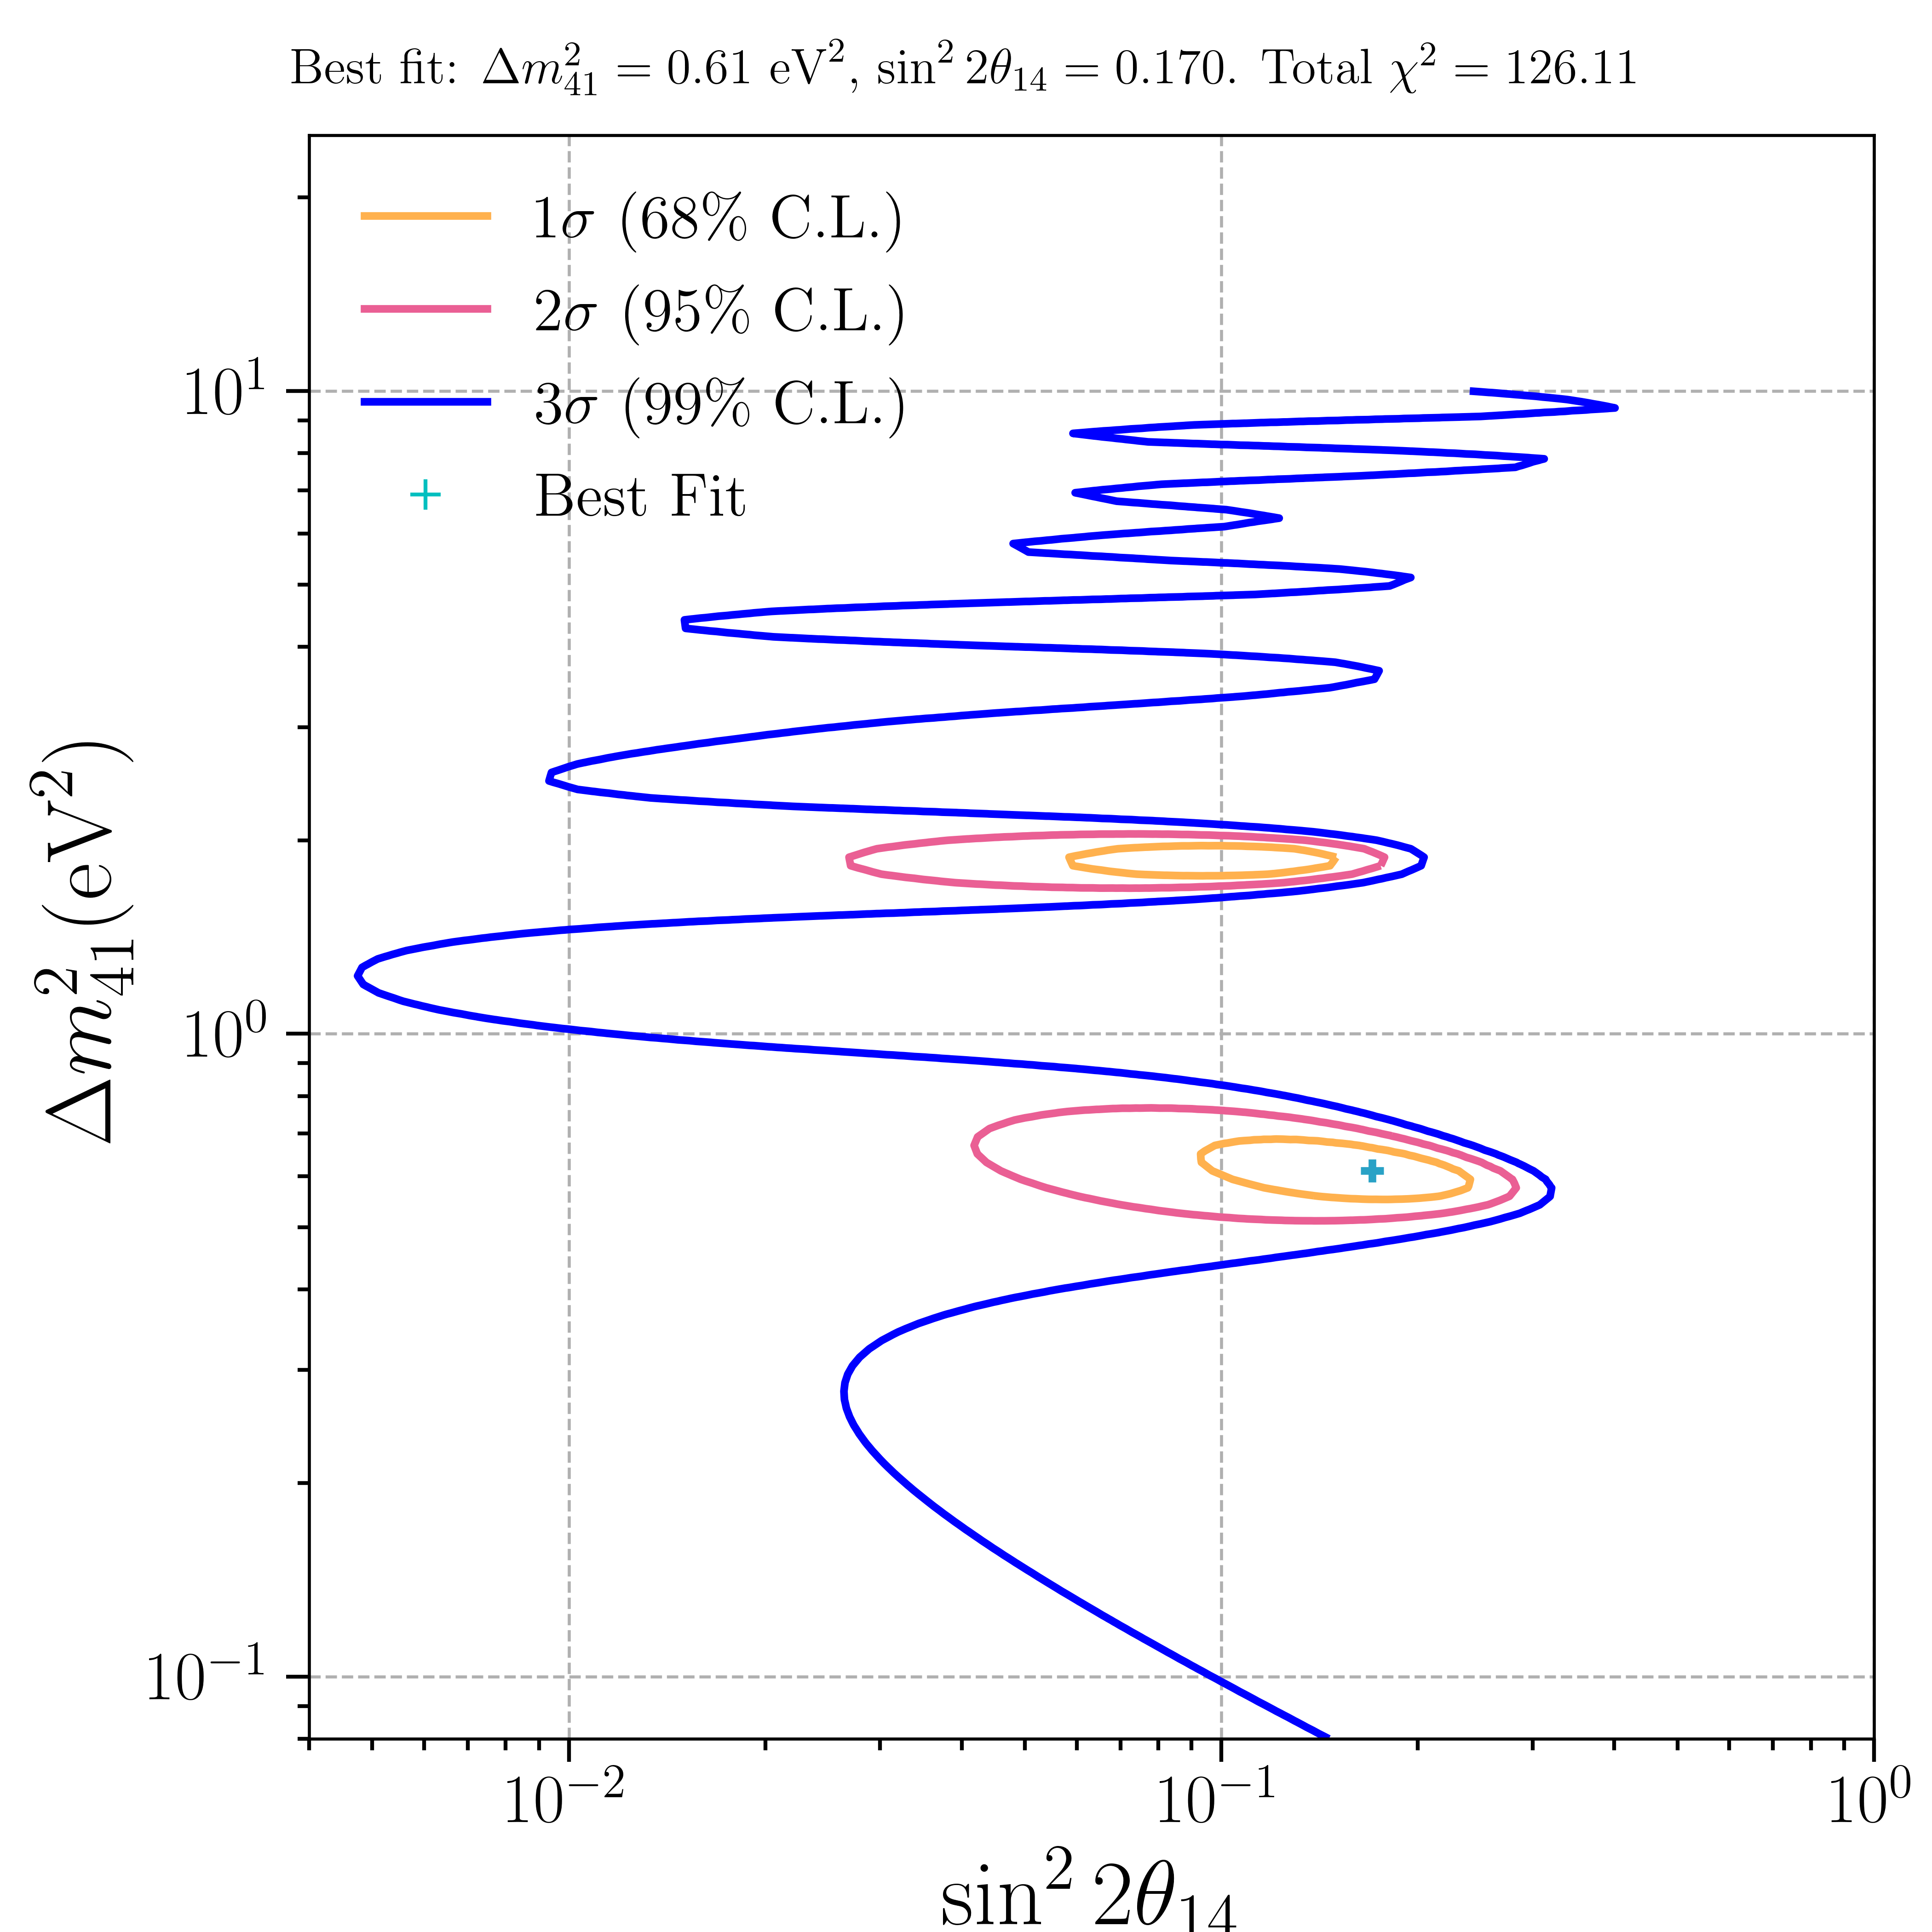 Best fit: Δm²₄₁ = 0.61 eV², sin² 2θ₁₄ = 0.170. Total χ² = 126.11
1σ (68% C.L.)
2σ (95% C.L.)
3σ (99% C.L.)
Best Fit
10¹
10⁰
10⁻¹
Δm²₄₁(eV²)
10⁻²
10⁻¹
10⁰
sin² 2θ₁₄